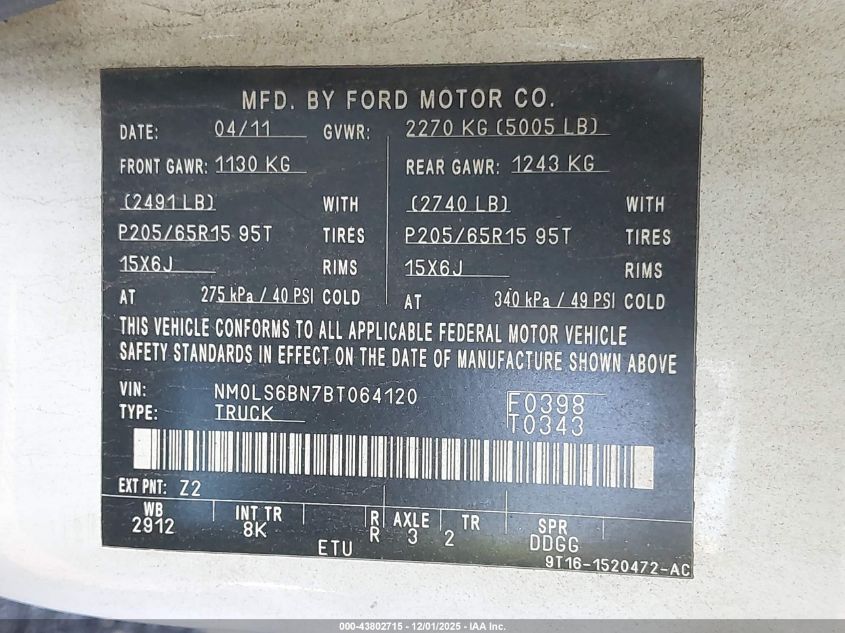 MFD. BY FORD MOTOR CO.
DATE: 04/11 GVWR: 2270 KG (5005 LB)
FRONT GAWR: 1130 KG REAR GAWR: 1243 KG
(2491 LB) WITH (2740 LB) WITH
P205/65R15 95T TIRES P205/65R15 95T TIRES
15X6J RIMS 15X6J RIMS
AT 275 kPa / 40 PSI COLD AT 340 kPa / 49 PSI COLD
THIS VEHICLE CONFORMS TO ALL APPLICABLE FEDERAL MOTOR VEHICLE
SAFETY STANDARDS IN EFFECT ON THE DATE OF MANUFACTURE SHOWN ABOVE
VIN: NM0LS6BN7BT064120 F0398
TYPE: TRUCK T0343
EXT PNT: Z2
WB INT TR R AXLE TR SPR
2912 8K R 3 2 DDGG
ETU 9T16-1520472-AC
000-43802715 - 12/01/2025 - IAA Inc.